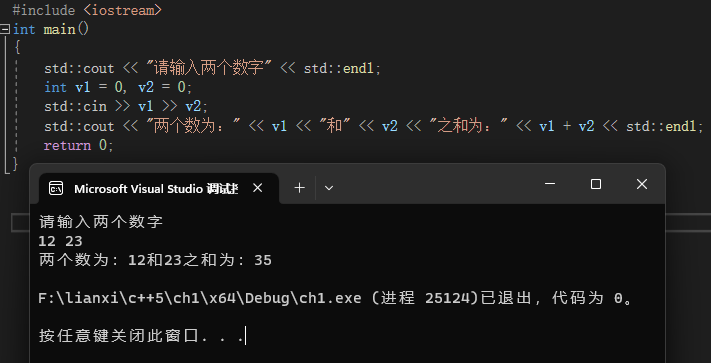 #include <iostream>
int main()
{
std::cout << "请输入两个数字" << std::endl;
int v1 = 0, v2 = 0;
std::cin >> v1 >> v2;
std::cout << "两个数为：" << v1 << "和" << v2 << "之和为：" << v1 + v2 << std::endl;
return 0;
}
Microsoft Visual Studio 调试
请输入两个数字
12 23
两个数为：12和23之和为：35
F:\lianxi\c++5\ch1\x64\Debug\ch1.exe (进程 25124)已退出，代码为 0。
按任意键关闭此窗口. . .